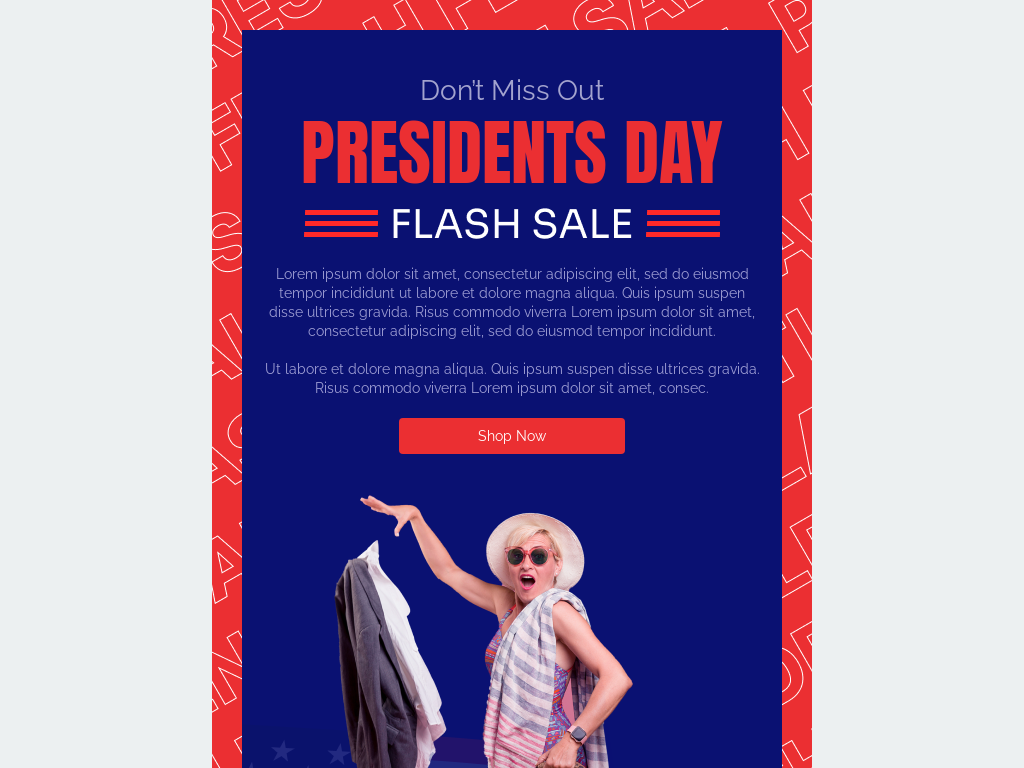 Don't Miss Out
PRESIDENTS DAY
FLASH SALE
Lorem ipsum dolor sit amet, consectetur adipiscing elit, sed do eiusmod
tempor incididunt ut labore et dolore magna aliqua. Quis ipsum suspen
disse ultrices gravida. Risus commodo viverra Lorem ipsum dolor sit amet,
consectetur adipiscing elit, sed do eiusmod tempor incididunt.
Ut labore et dolore magna aliqua. Quis ipsum suspen disse ultrices gravida.
Risus commodo viverra Lorem ipsum dolor sit amet, consec.
Shop Now